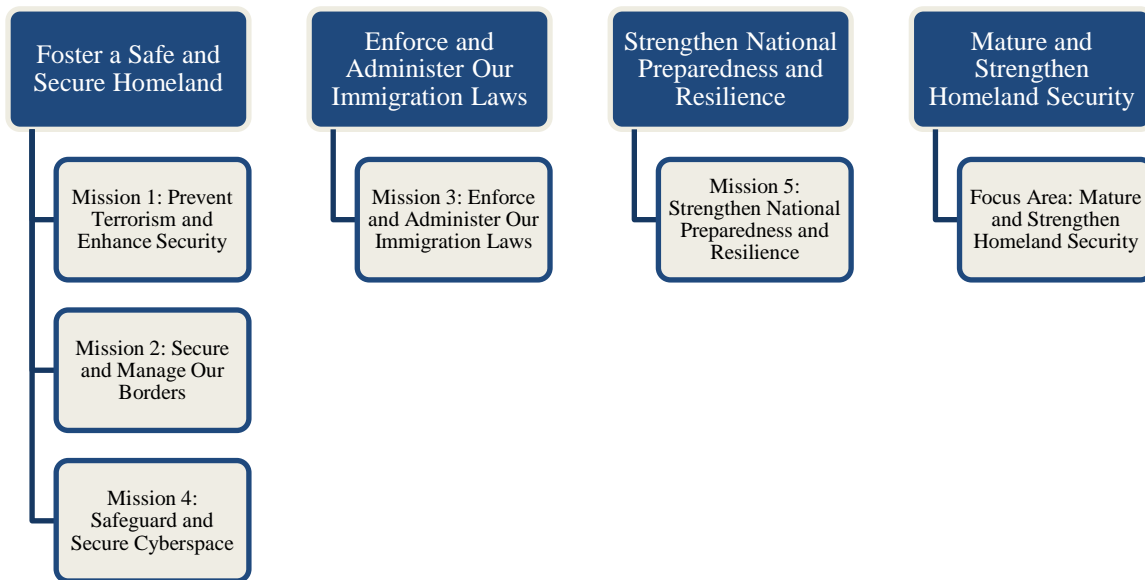 Foster a Safe and
Secure Homeland
Enforce and
Administer Our
Immigration Laws
Strengthen National
Preparedness and
Resilience
Mature and
Strengthen
Homeland Security
Mission 1: Prevent
Terrorism and
Enhance Security
Mission 3: Enforce
and Administer Our
Immigration Laws
Mission 5:
Strengthen National
Preparedness and
Resilience
Focus Area: Mature
and Strengthen
Homeland Security
Mission 2: Secure
and Manage Our
Borders
Mission 4:
Safeguard and
Secure Cyberspace